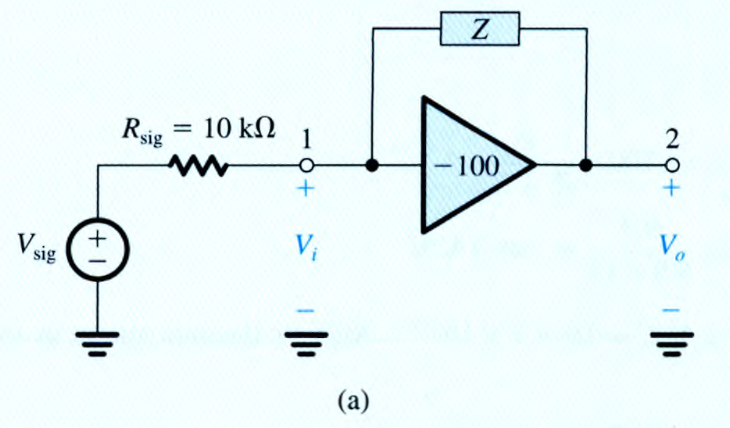 Z
R_sig = 10 kΩ
1
2
−100
+
+
+
−
V_sig
V_i
V_o
−
−
(a)